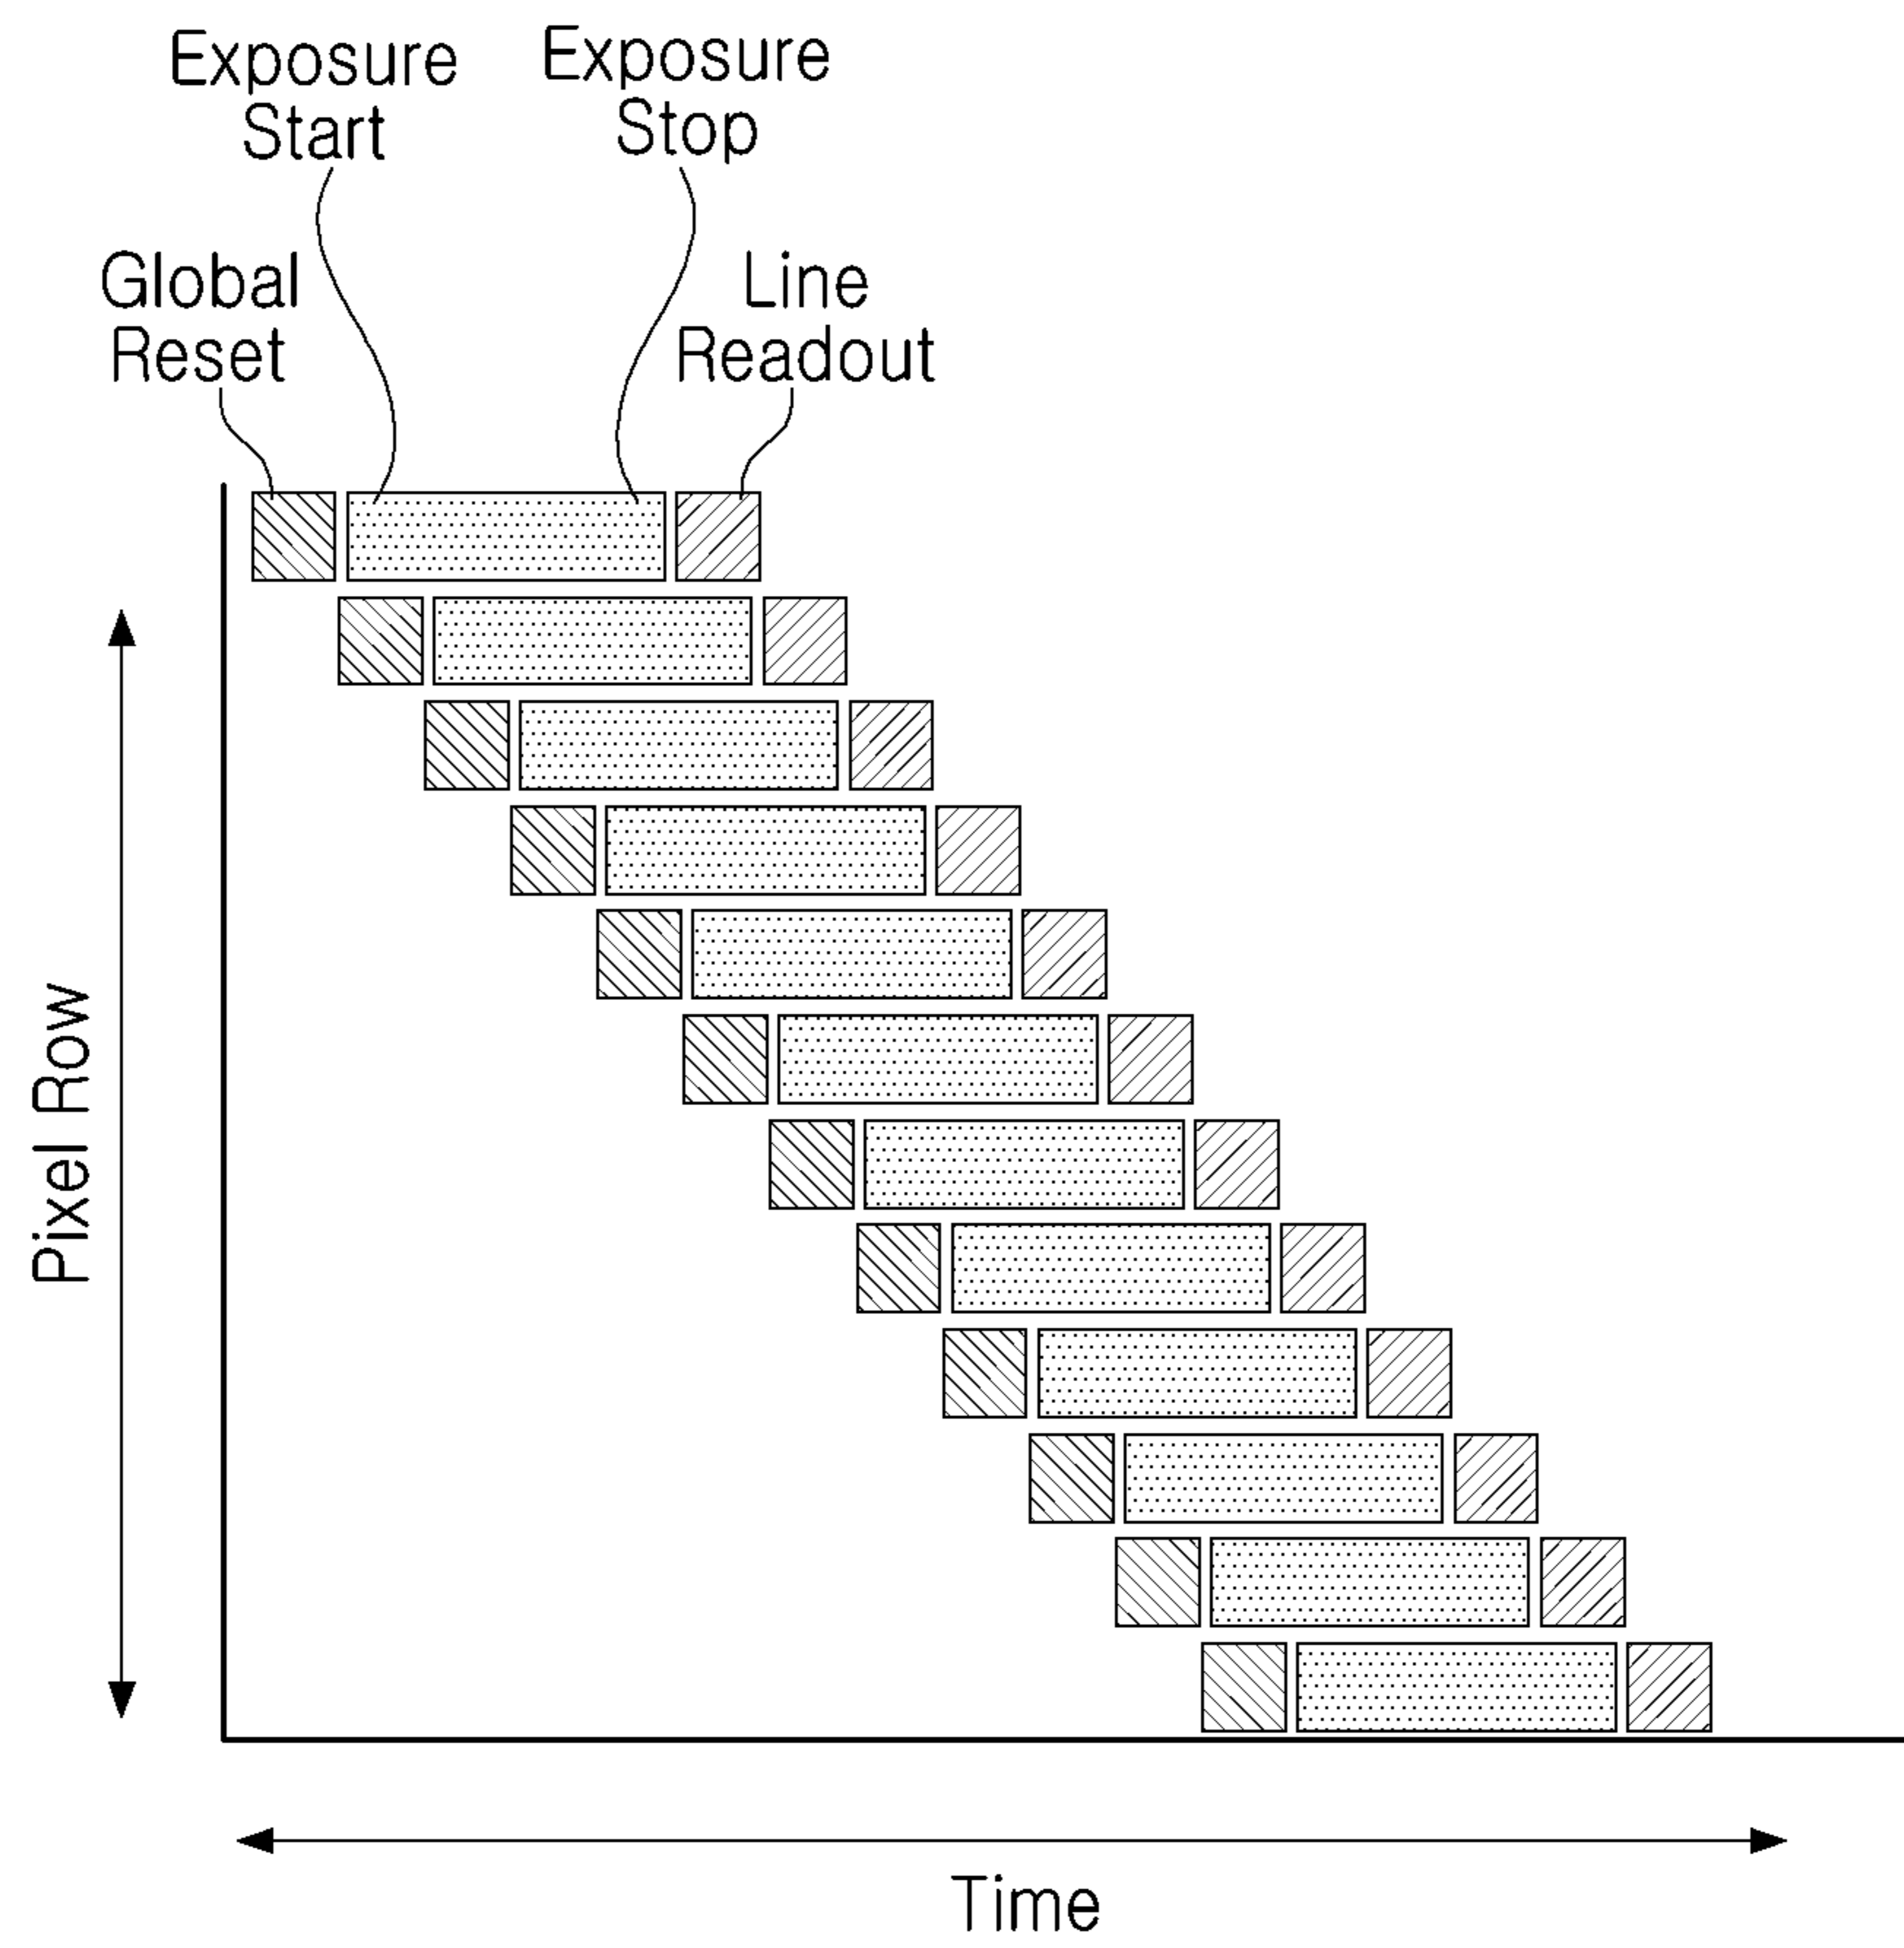 Exposure
Start
Exposure
Stop
Global
Reset
Line
Readout
Pixel Row
Time